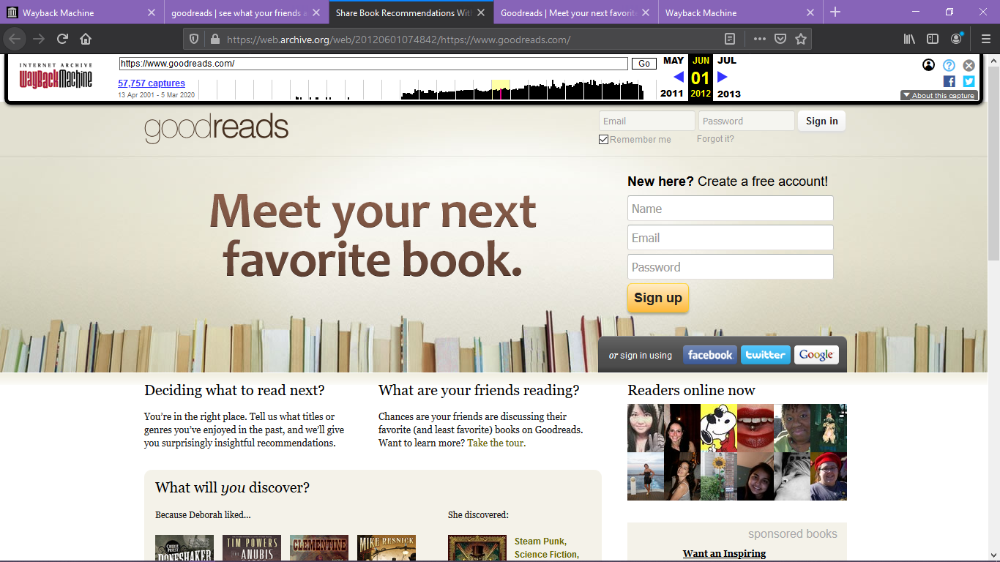 Wayback Machine
goodreads | see what your friends a
Share Book Recommendations With
Goodreads | Meet your next favorite
Wayback Machine
https://web.archive.org/web/20120601074842/https://www.goodreads.com/
INTERNET ARCHIVE
WayBackMachine
https://www.goodreads.com/
Go
MAY JUN JUL
57,757 captures
01
13 Apr 2001 - 5 Mar 2020
2011 2012 2013
About this capture
goodreads
Email
Password
Sign in
Remember me
Forgot it?
New here? Create a free account!
Meet your next
favorite book.
Name
Email
Password
Sign up
or sign in using
facebook
twitter
Google
Deciding what to read next?
You're in the right place. Tell us what titles or
genres you've enjoyed in the past, and we'll give
you surprisingly insightful recommendations.
What are your friends reading?
Chances are your friends are discussing their
favorite (and least favorite) books on Goodreads.
Want to learn more? Take the tour.
Readers online now
What will you discover?
Because Deborah liked...
She discovered:
CHERIE PRIEST
BONESHAKER
TIM POWERS
THE ANUBIS
CLEMENTINE
MIKE RESNICK
Steam Punk,
Science Fiction,
sponsored books
Want an Inspiring